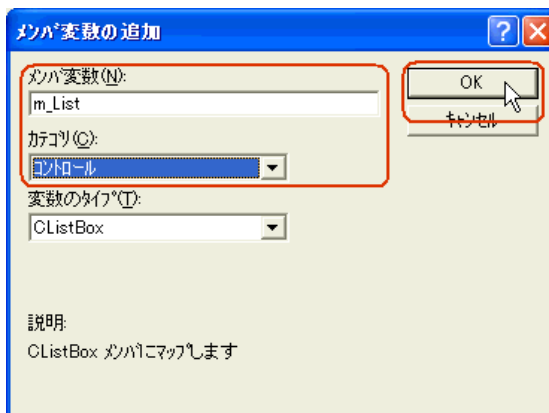 メンバ変数の追加
メンバ変数(N):
m_List
OK
キャンセル
カテゴリ(C):
コントロール
変数のタイプ(T):
CListBox
説明:
CListBox メンバにマップします